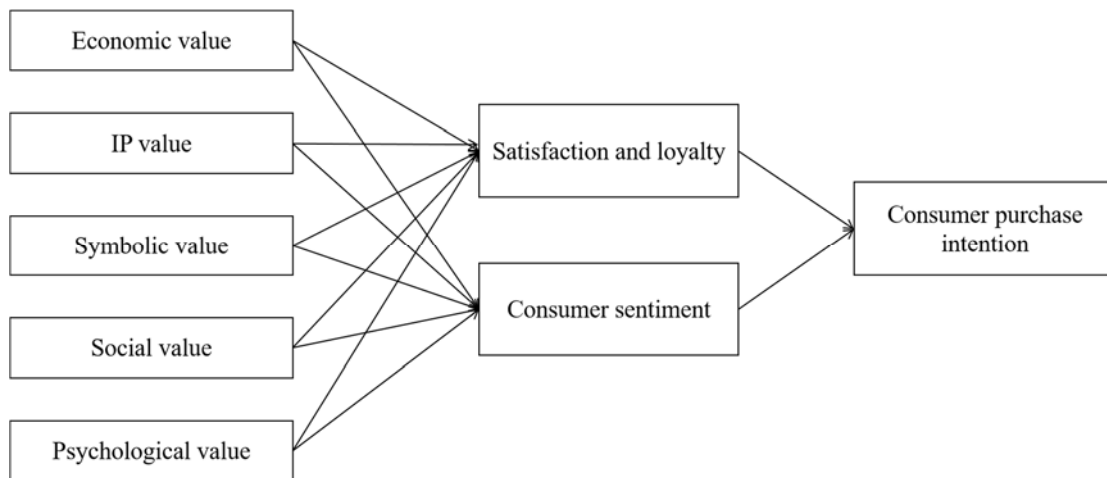 Economic value
IP value
Symbolic value
Social value
Psychological value
Satisfaction and loyalty
Consumer sentiment
Consumer purchase
intention